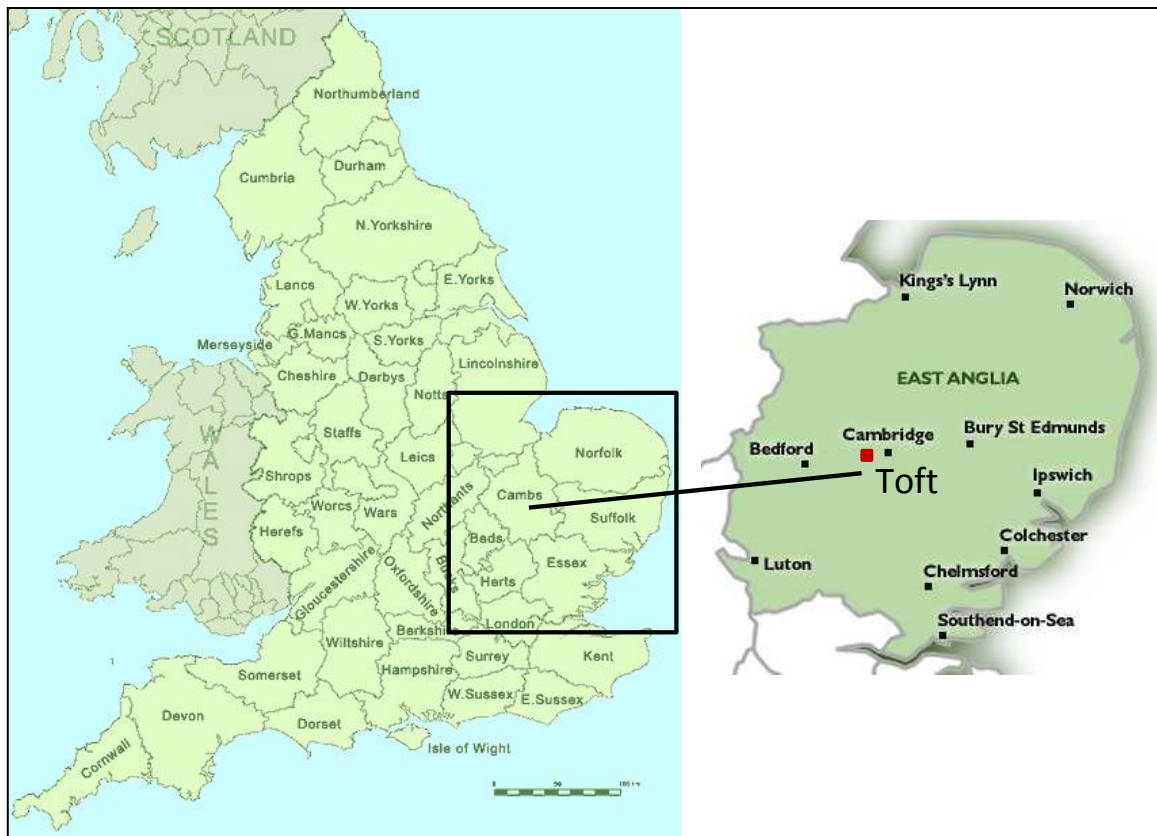 SCOTLAND
Northumberland
Durham
Cumbria
N.Yorkshire
E.Yorks
Lancs
W.Yorks
G.Mancs
S.Yorks
Merseyside
Lincolnshire
Cheshire
Derbys
Notts
WALES
Staffs
Leics
Norfolk
Shrops
Northants
Cambs
Worcs
Wars
Suffolk
Herefs
Beds
Essex
Gloucestershire
Oxfordshire
Bucks
Herts
London
Berkshire
Wiltshire
Surrey
Kent
Hampshire
Somerset
W.Sussex
E.Sussex
Devon
Dorset
Cornwall
Isle of Wight
0 50
King's Lynn
Norwich
EAST ANGLIA
Bury St Edmunds
Cambridge
Bedford
Toft
Ipswich
Colchester
Luton
Chelmsford
Southend-on-Sea